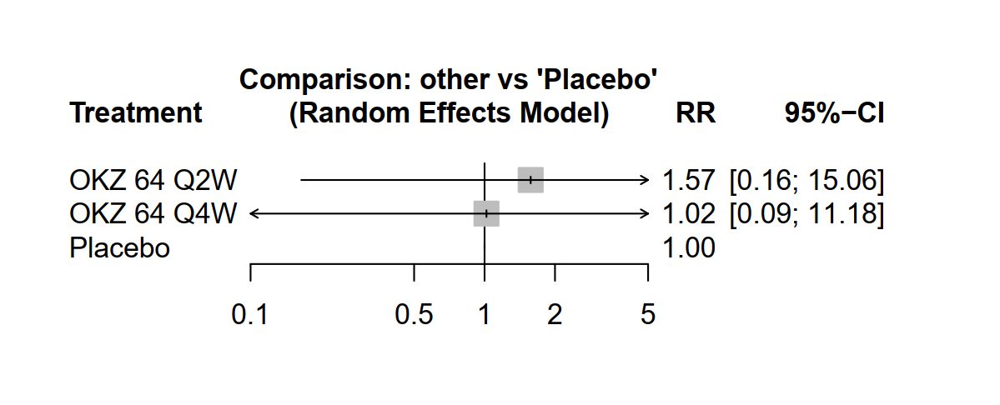 Comparison: other vs 'Placebo'
Treatment (Random Effects Model) RR 95%−CI
OKZ 64 Q2W 1.57 [0.16; 15.06]
OKZ 64 Q4W 1.02 [0.09; 11.18]
Placebo 1.00
0.1 0.5 1 2 5